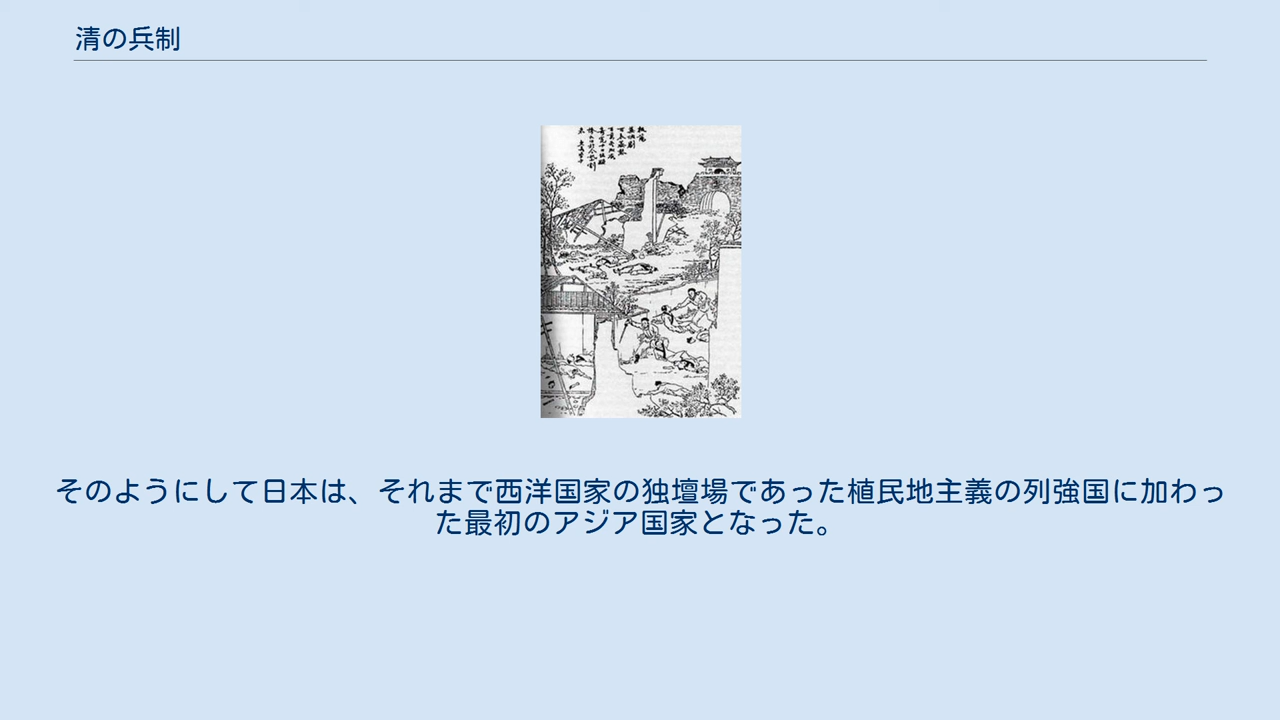 清の兵制
そのようにして日本は、それまで西洋国家の独壇場であった植民地主義の列強国に加わっ
た最初のアジア国家となった。